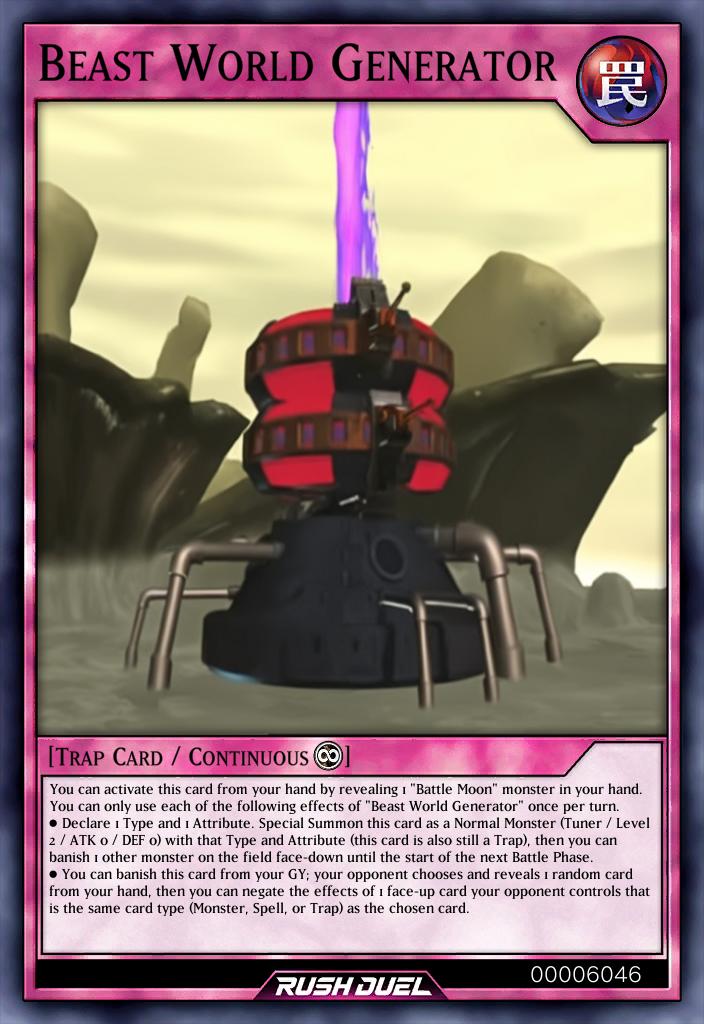 Beast World Generator
罠
[Trap Card / Continuous ]
You can activate this card from your hand by revealing 1 "Battle Moon" monster in your hand.
You can only use each of the following effects of "Beast World Generator" once per turn.
● Declare 1 Type and 1 Attribute. Special Summon this card as a Normal Monster (Tuner / Level
2 / ATK 0 / DEF 0) with that Type and Attribute (this card is also still a Trap), then you can
banish 1 other monster on the field face-down until the start of the next Battle Phase.
● You can banish this card from your GY; your opponent chooses and reveals 1 random card
from your hand, then you can negate the effects of 1 face-up card your opponent controls that
is the same card type (Monster, Spell, or Trap) as the chosen card.
00006046
RUSH DUEL